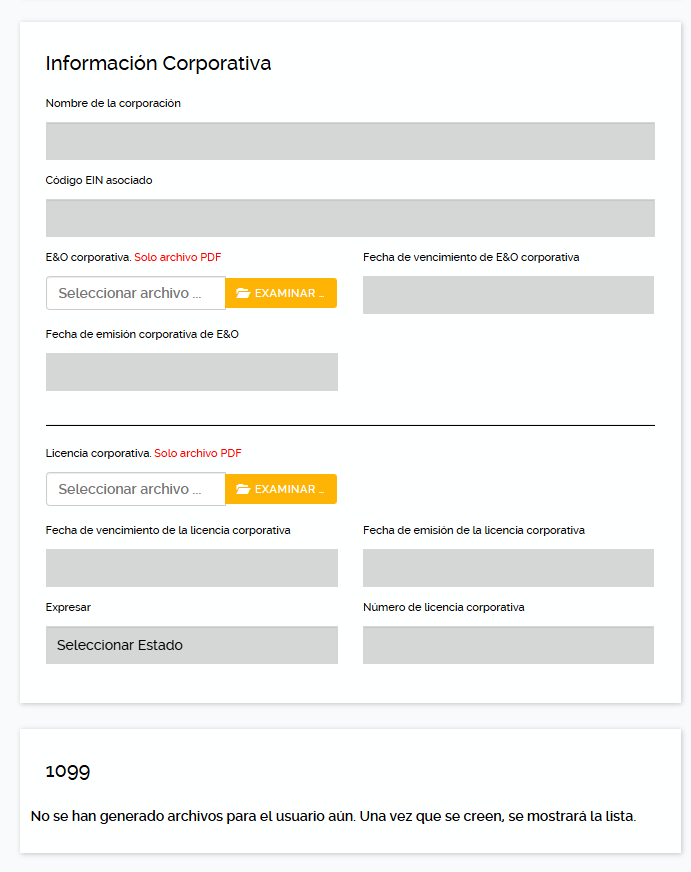 Información Corporativa
Nombre de la corporación
Código EIN asociado
E&O corporativa. Solo archivo PDF
Fecha de vencimiento de E&O corporativa
Seleccionar archivo ...
EXAMINAR ...
Fecha de emisión corporativa de E&O
Licencia corporativa. Solo archivo PDF
Seleccionar archivo ...
EXAMINAR ...
Fecha de vencimiento de la licencia corporativa
Fecha de emisión de la licencia corporativa
Expresar
Número de licencia corporativa
Seleccionar Estado
1099
No se han generado archivos para el usuario aún. Una vez que se creen, se mostrará la lista.